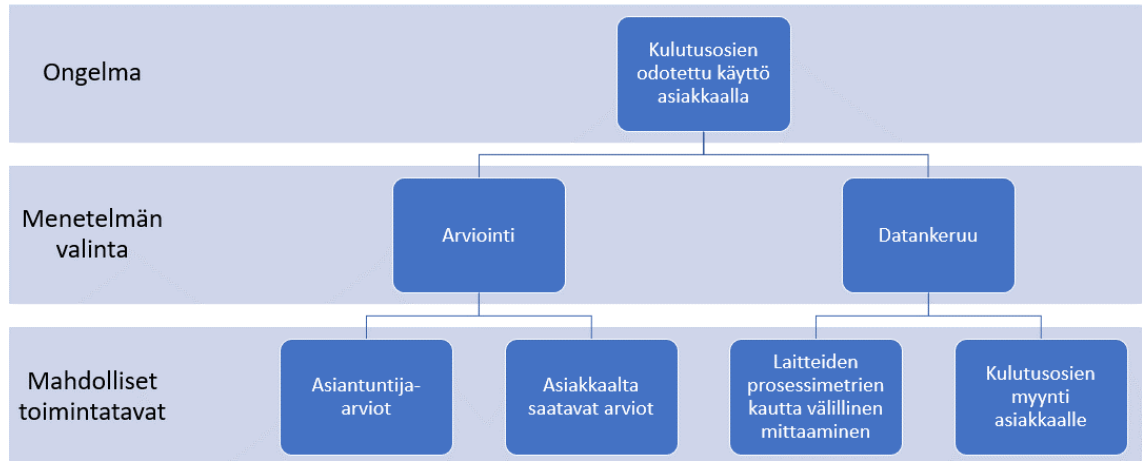 Ongelma
Kulutusosien
odotettu käyttö
asiakkaalla
Menetelmän
valinta
Arviointi
Datankeruu
Mahdolliset
toimintatavat
Asiantuntija-
arviot
Asiakkaalta
saatavat arviot
Laitteiden
prosessimetrien
kautta välillinen
mittaaminen
Kulutusosien
myynti
asiakkaalle